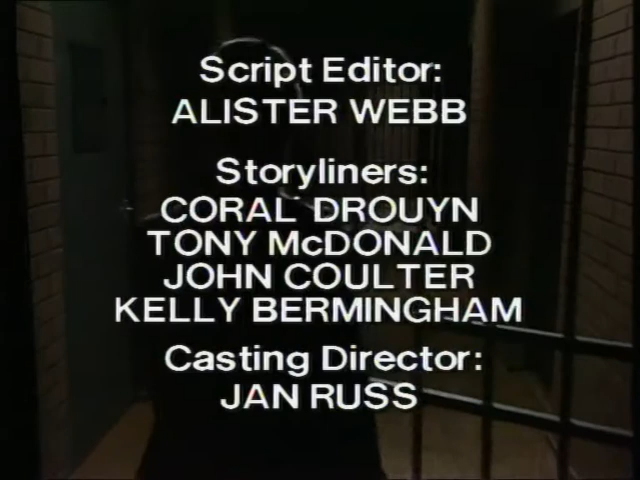 Script Editor:
ALISTER WEBB
Storyliners:
CORAL DROUYN
TONY McDONALD
JOHN COULTER
KELLY BERMINGHAM
Casting Director:
JAN RUSS